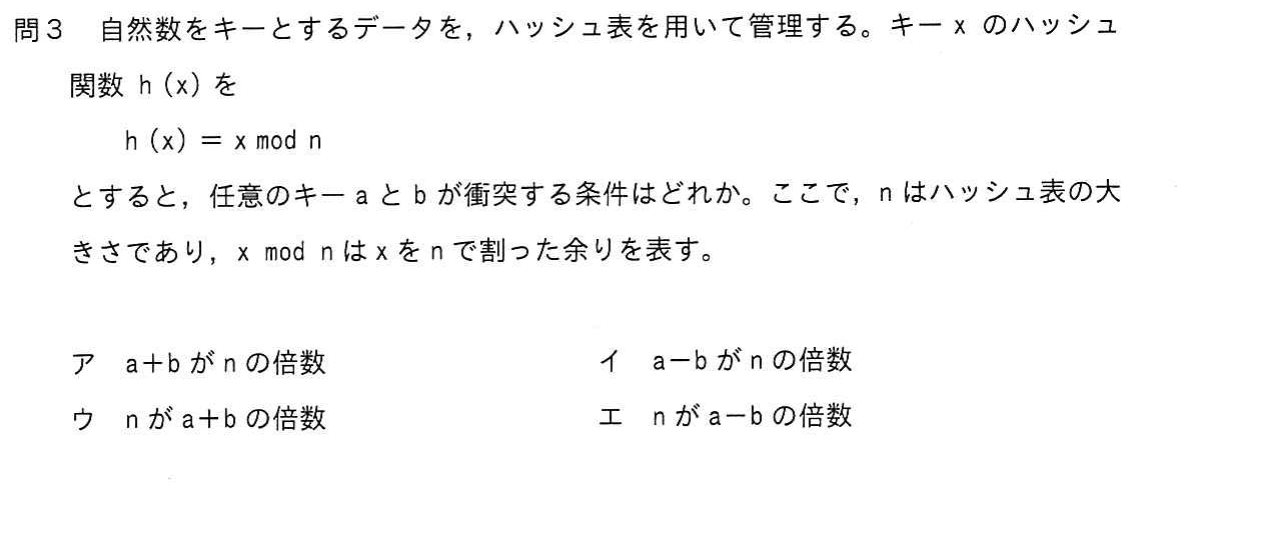 問3 自然数をキーとするデータを，ハッシュ表を用いて管理する。キー x のハッシュ
関数 h (x) を
h (x) = x mod n
とすると，任意のキー a と b が衝突する条件はどれか。ここで，n はハッシュ表の大
きさであり，x mod n は x を n で割った余りを表す。
ア a＋b が n の倍数 イ a－b が n の倍数
ウ n が a＋b の倍数 エ n が a－b の倍数